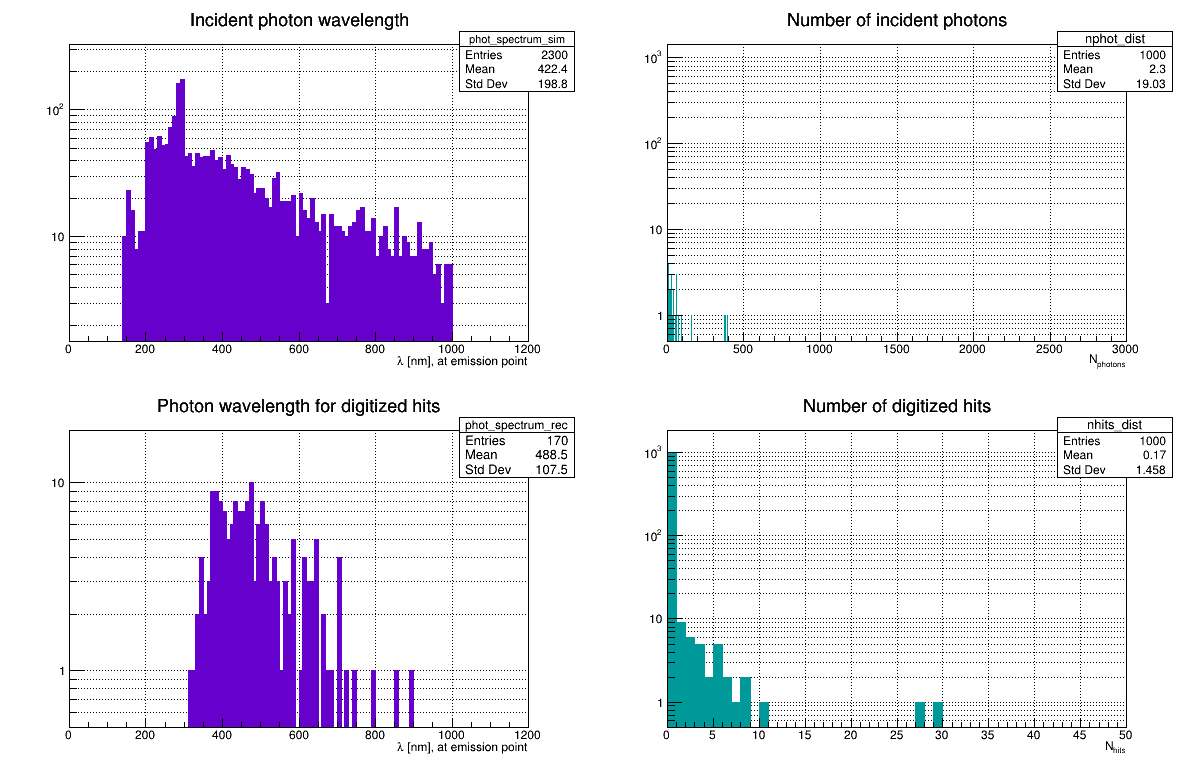 Incident photon wavelength
phot_spectrum_sim
Entries 2300
Mean 422.4
Std Dev 198.8
10²
10
0 200 400 600 800 1000 1200
λ [nm], at emission point
Number of incident photons
nphot_dist
Entries 1000
Mean 2.3
Std Dev 19.03
10³
10²
10
1
0 500 1000 1500 2000 2500 3000
Nphotons
Photon wavelength for digitized hits
phot_spectrum_rec
Entries 170
Mean 488.5
Std Dev 107.5
10
1
0 200 400 600 800 1000 1200
λ [nm], at emission point
Number of digitized hits
nhits_dist
Entries 1000
Mean 0.17
Std Dev 1.458
10³
10²
10
1
0 5 10 15 20 25 30 35 40 45 50
Nhits